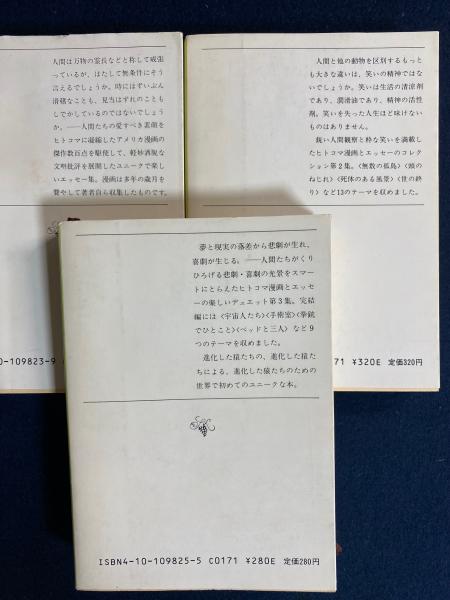 人間は万物の霊長などと称して威張
っているが、はたして無条件にそう
言えるでしょうか。時にはずいぶん
滑稽なことも、見当はずれのことも
しでかしているのではないでしょう
か。――人間たちの愛すべき素顔を
ヒトコマに凝縮したアメリカ漫画の
傑作数百点を駆使して、軽妙洒脱な
文明批評を展開したユニークで楽し
いエッセー集。漫画は多年の歳月を
費やして著者自ら収集したものです。
0-109823-9
人間と他の動物を区別するもっと
も大きな違いは、笑いの精神ではな
いでしょうか。笑いは生活の清涼剤
であり、潤滑油であり、精神の活性
剤。笑いを失った人生ほど味けない
ものはありません。
鋭い人間観察と粋な笑いを満載し
たヒトコマ漫画とエッセーのコレク
ション第2集。〈無数の孤島〉〈頭の
ねじれ〉〈死体のある風景〉〈世の終
り〉など13のテーマを収めました。
171 ¥320E 定価320円
夢と現実の落差から悲劇が生れ、
喜劇が生じる。――人間たちがくり
ひろげる悲劇・喜劇の光景をスマー
トにとらえたヒトコマ漫画とエッセ
ーの楽しいデュエット第3集。完結
編には〈宇宙人たち〉〈手術室〉〈拳銃
でひとこと〉〈ベッドと三人〉など9
つのテーマを収めました。
進化した猿たちの、進化した猿た
ちによる、進化した猿たちのための
世界で初めてのユニークな本。
ISBN4-10-109825-5 C0171 ¥280E 定価280円